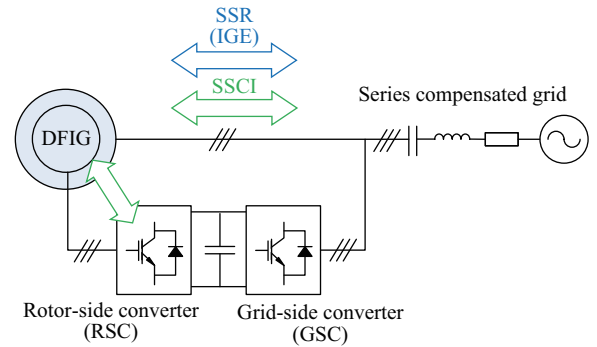 SSR
(IGE)
SSCI
Series compensated grid
DFIG
Rotor-side converter
(RSC)
Grid-side converter
(GSC)